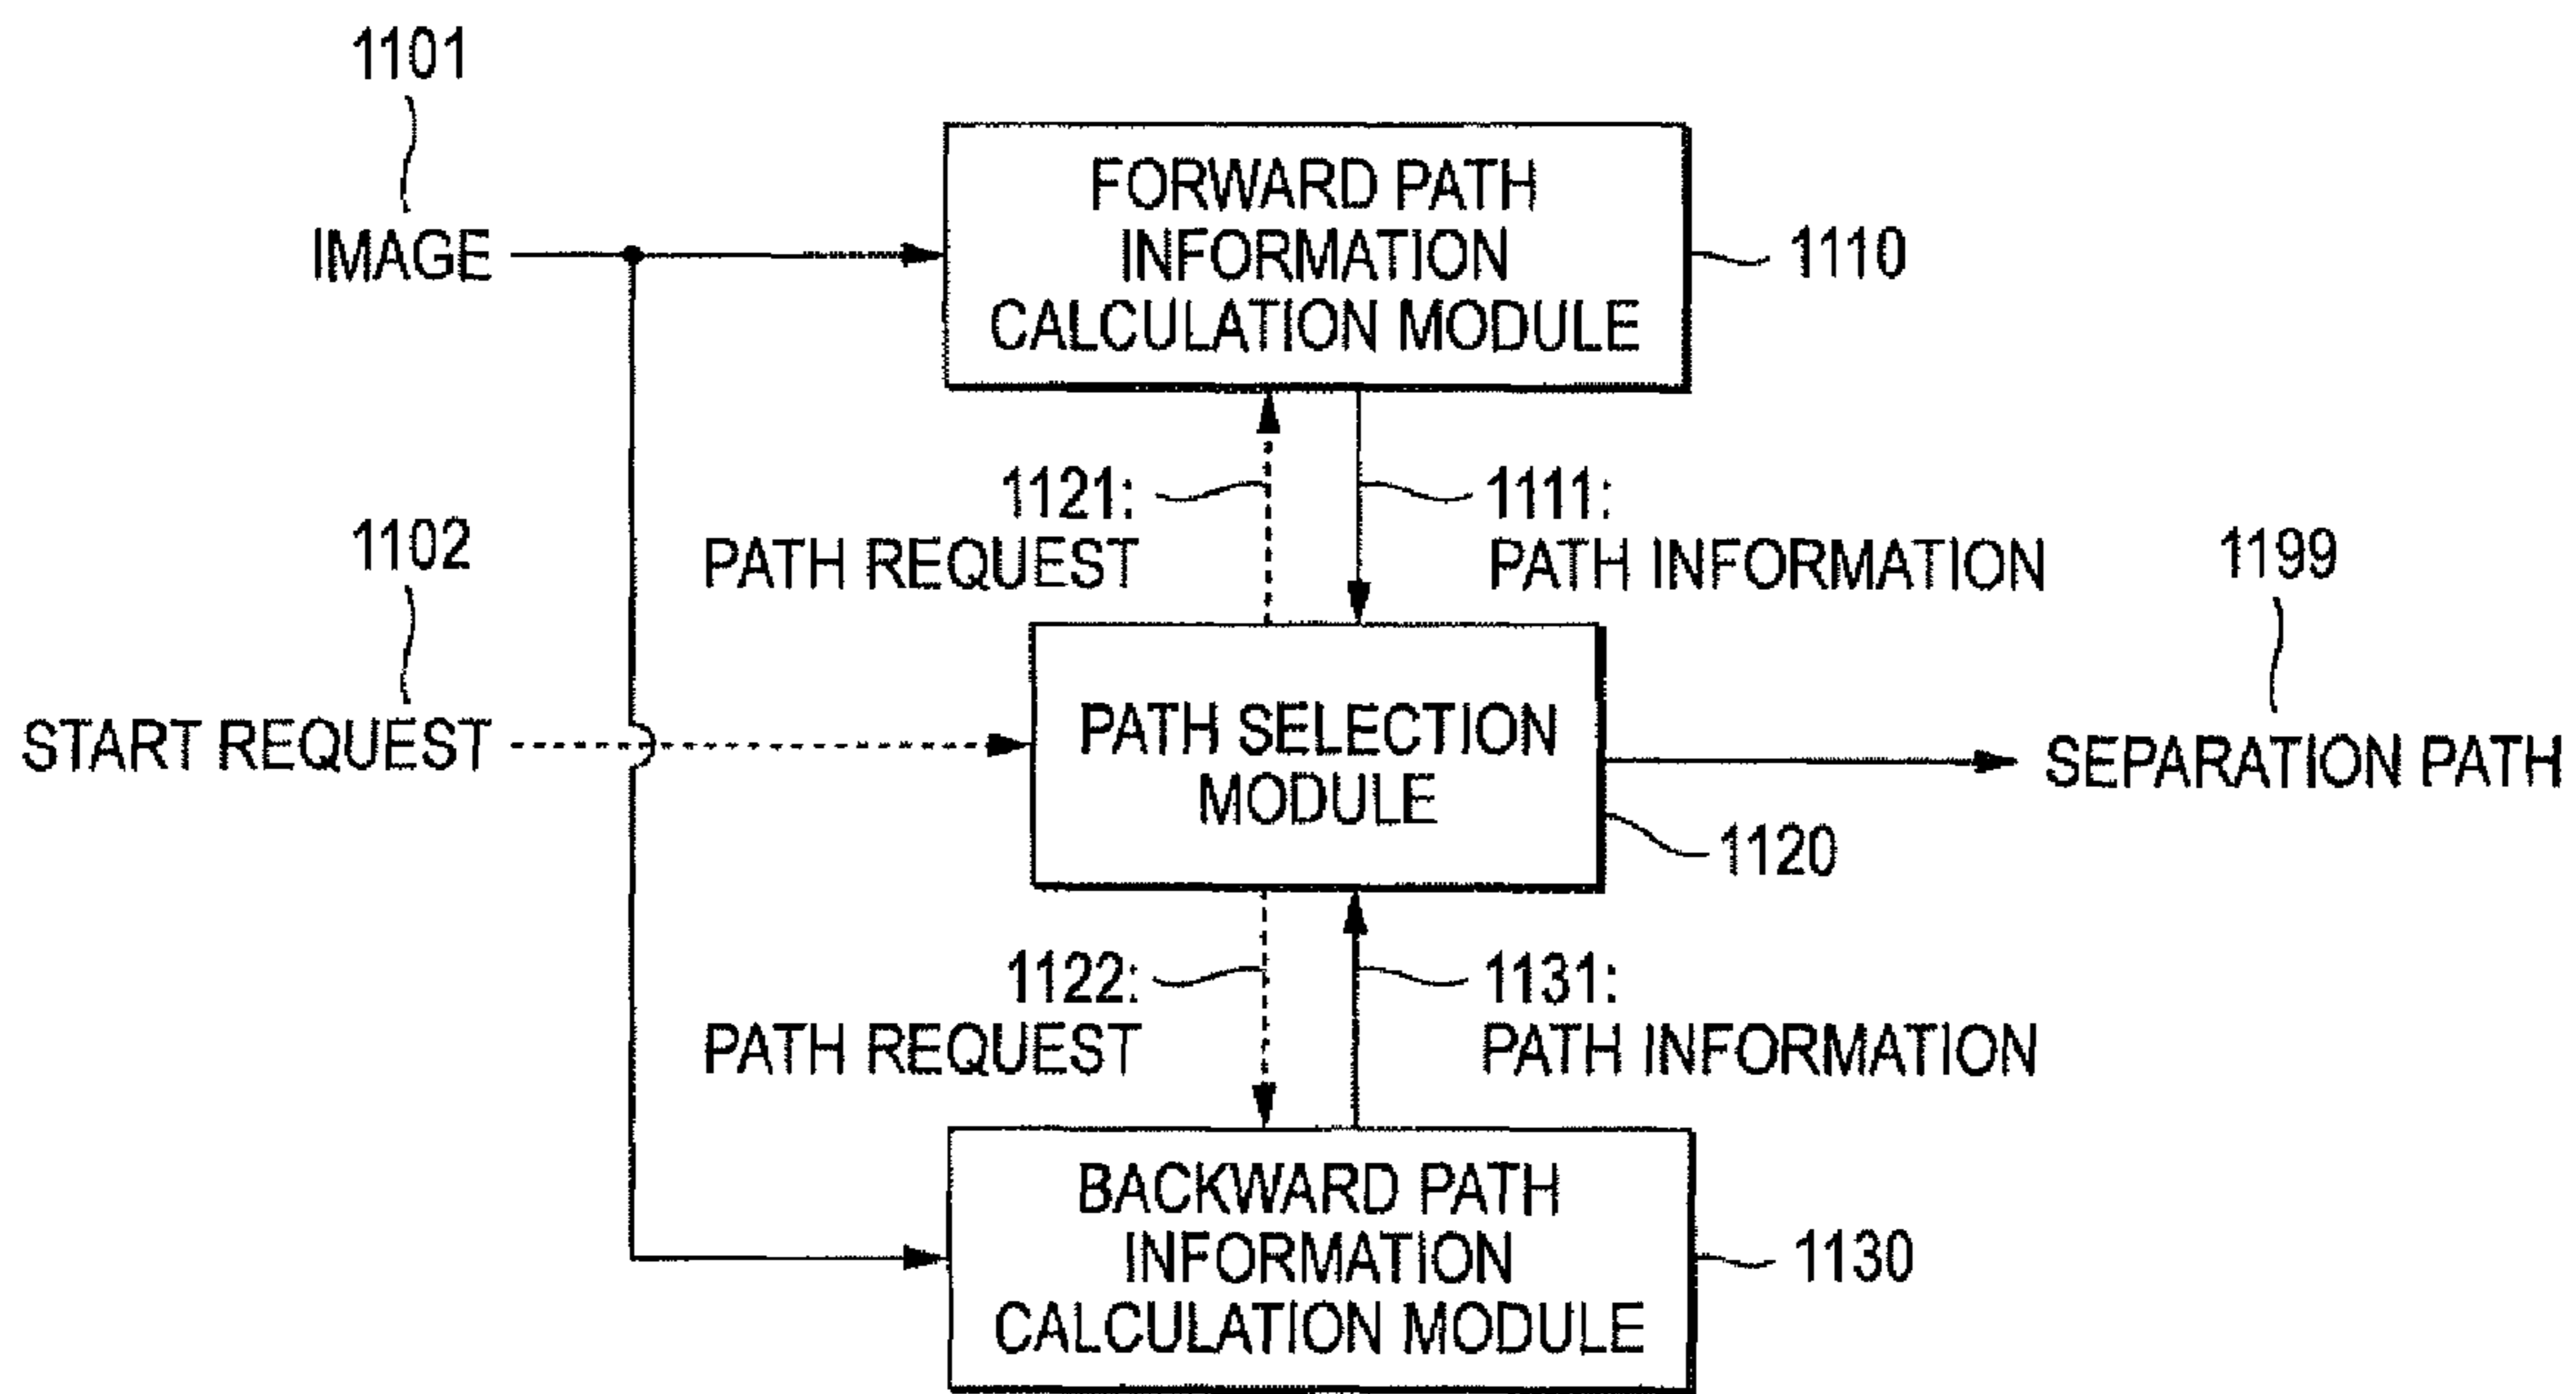 1101
IMAGE
FORWARD PATH
INFORMATION
CALCULATION MODULE
1110
1121:
PATH REQUEST
1111:
PATH INFORMATION
1102
START REQUEST
PATH SELECTION
MODULE
1120
1199
SEPARATION PATH
1122:
PATH REQUEST
1131:
PATH INFORMATION
BACKWARD PATH
INFORMATION
CALCULATION MODULE
1130